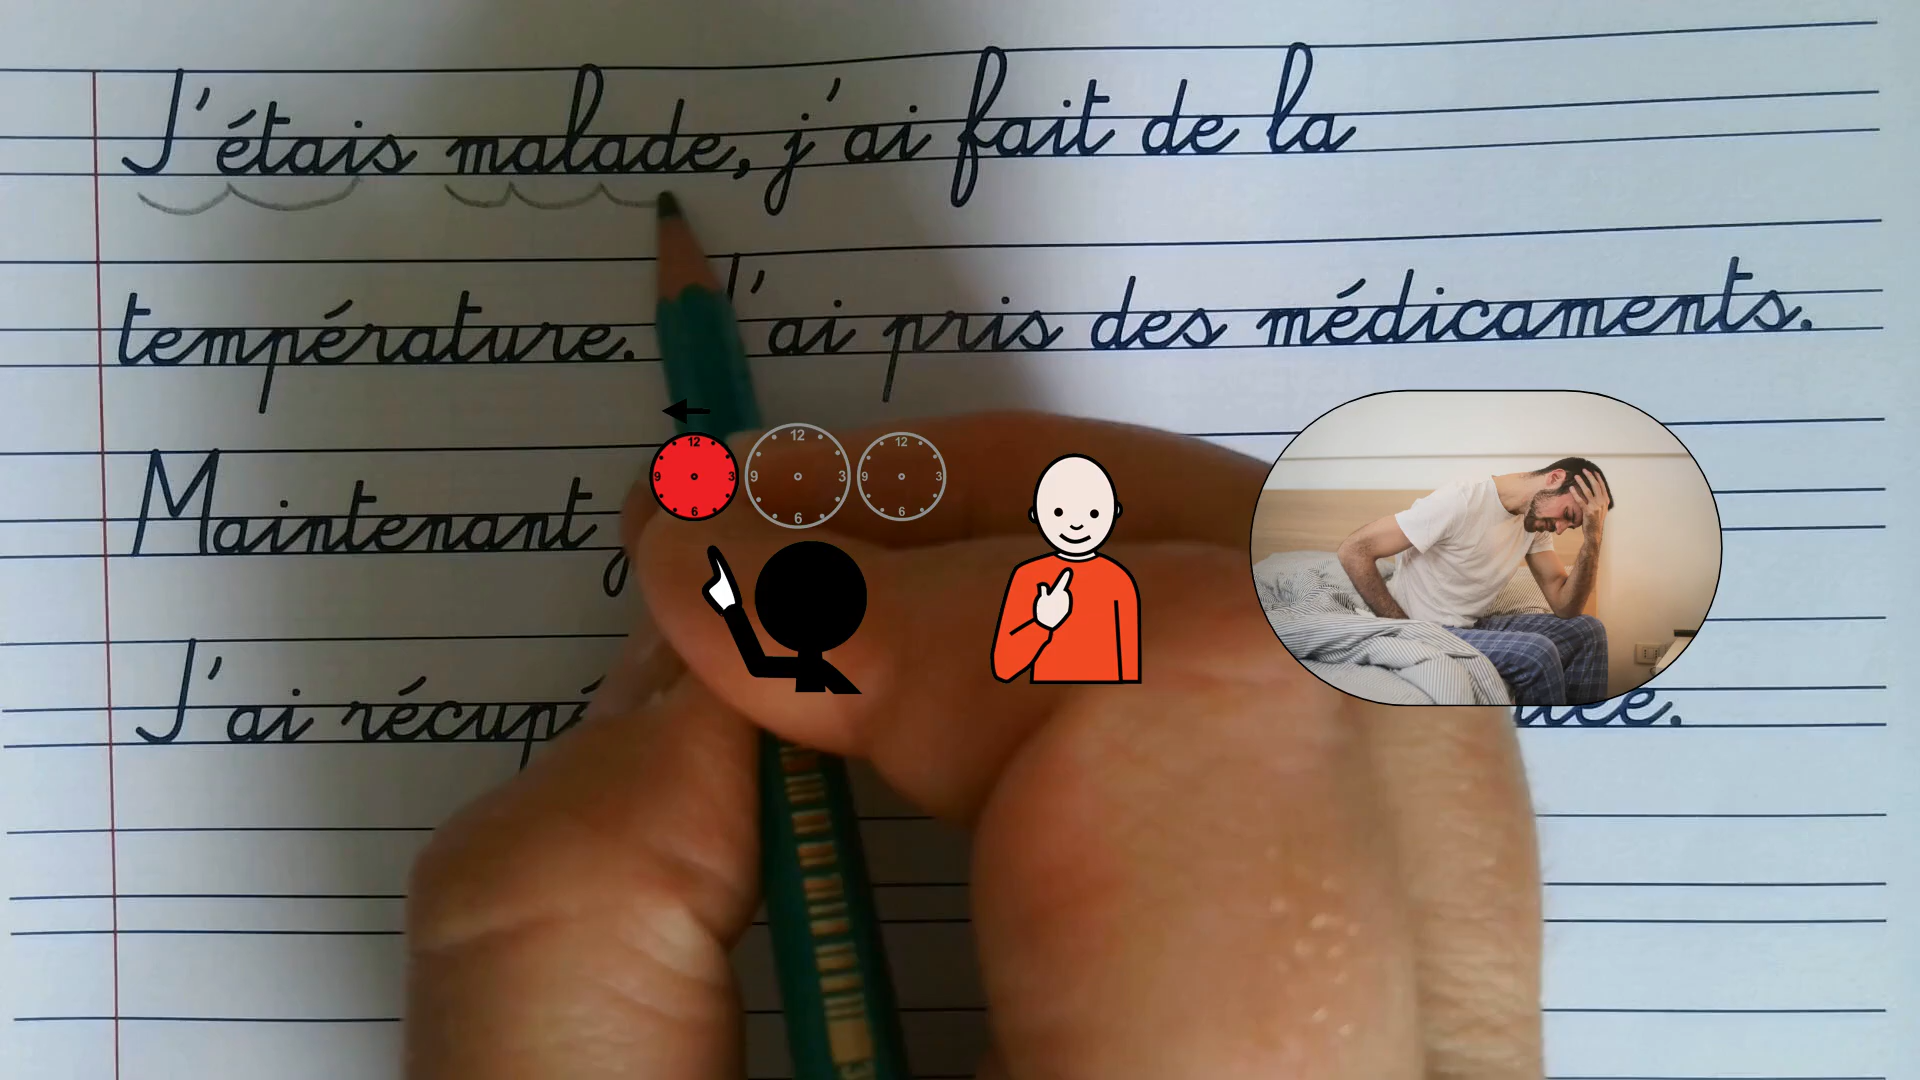 J'étais malade, j'ai fait de la
température. J'ai pris des médicaments.
Maintenant
J'ai